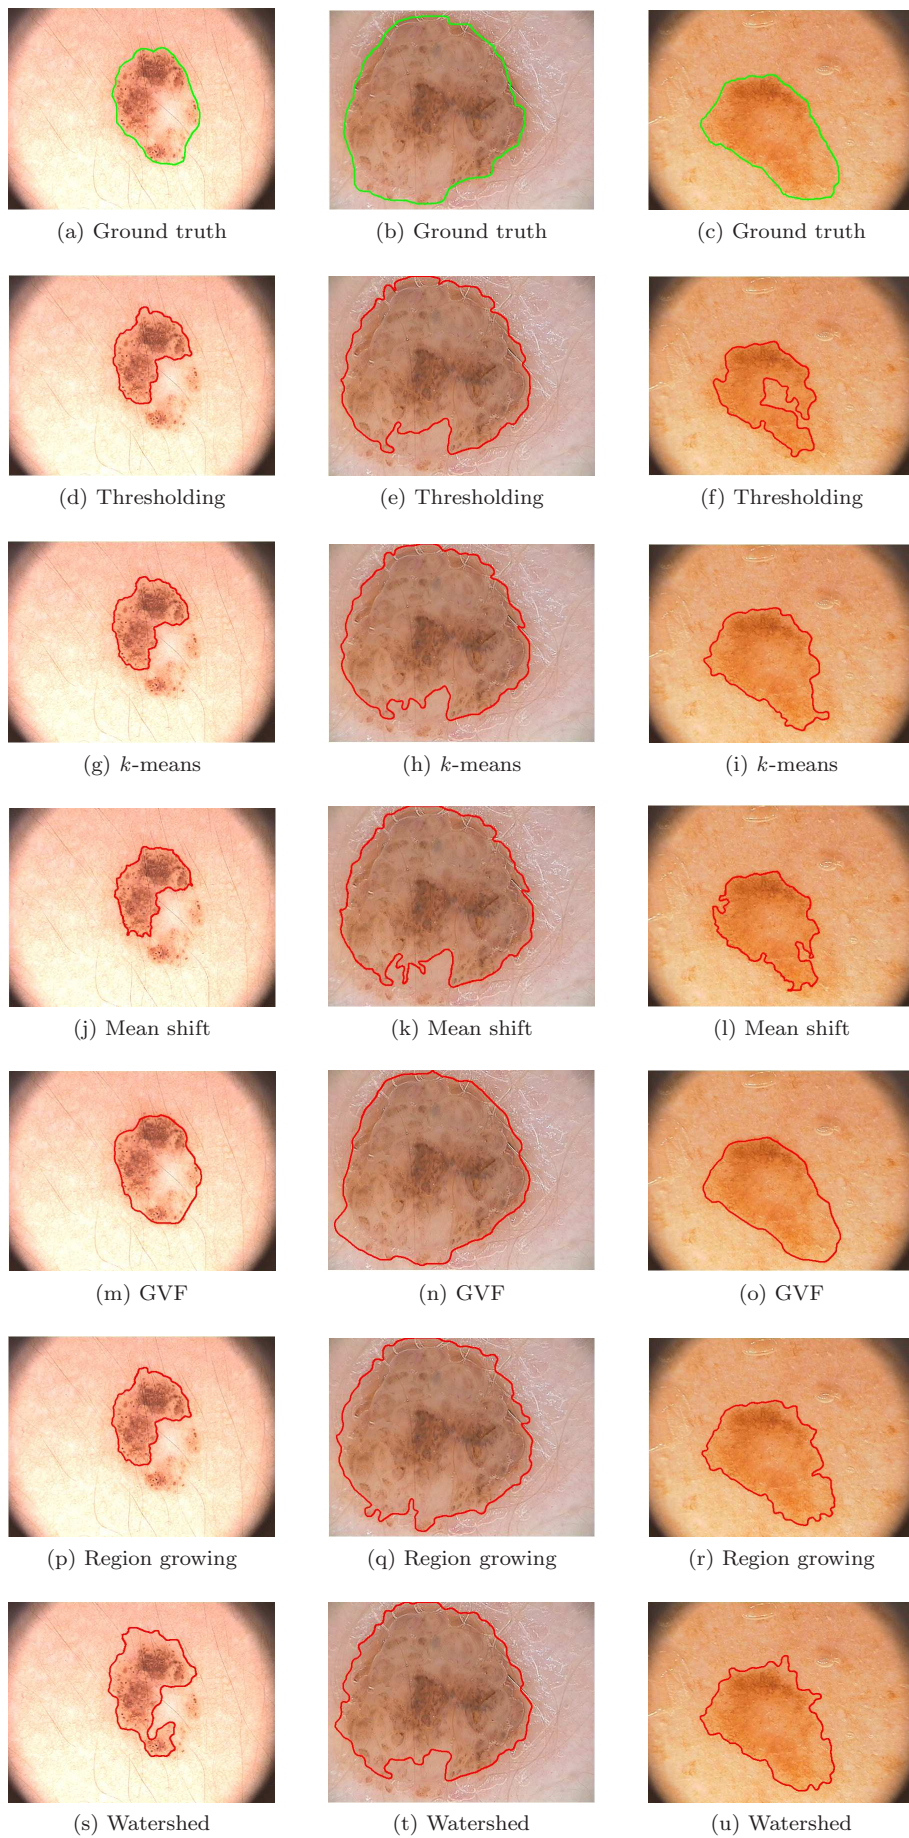 (a) Ground truth (b) Ground truth (c) Ground truth
(d) Thresholding (e) Thresholding (f) Thresholding
(g) k-means (h) k-means (i) k-means
(j) Mean shift (k) Mean shift (l) Mean shift
(m) GVF (n) GVF (o) GVF
(p) Region growing (q) Region growing (r) Region growing
(s) Watershed (t) Watershed (u) Watershed